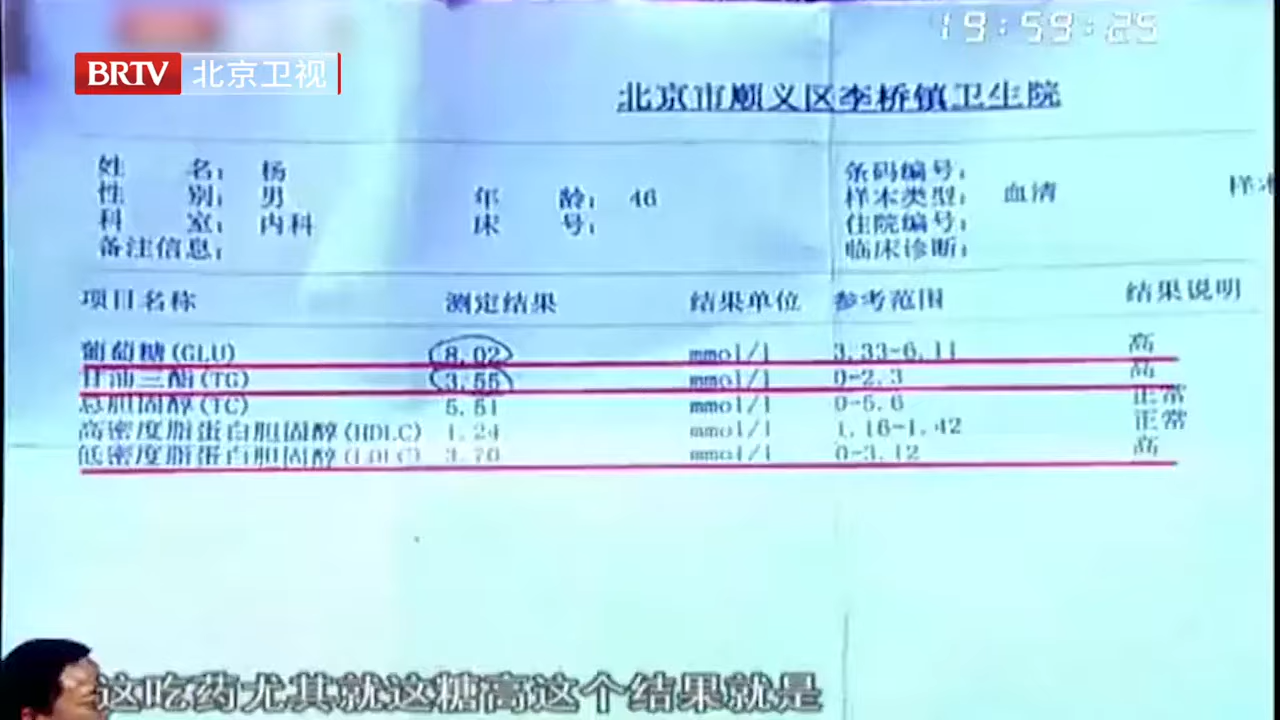 19:59:25
BRTV 北京卫视
北京市顺义区李桥镇卫生院
姓 名: 杨 条码编号:
性 别: 男 年 龄: 46 样本类型: 血清 样本
科 室: 内科 床 号: 住院编号:
备注信息: 临床诊断:
项目名称 测定结果 结果单位 参考范围 结果说明
葡萄糖(GLU) 8.02 mmol/l 3.33-6.11 高
甘油三酯(TG) 3.55 mmol/l 0-2.3 高
总胆固醇(TC) 5.51 mmol/l 0-5.6 正常
高密度脂蛋白胆固醇(HDLC) 1.24 mmol/l 1.16-1.42 正常
低密度脂蛋白胆固醇(LDLC) 3.70 mmol/l 0-3.12 高
这吃药尤其就这糖高这个结果就是